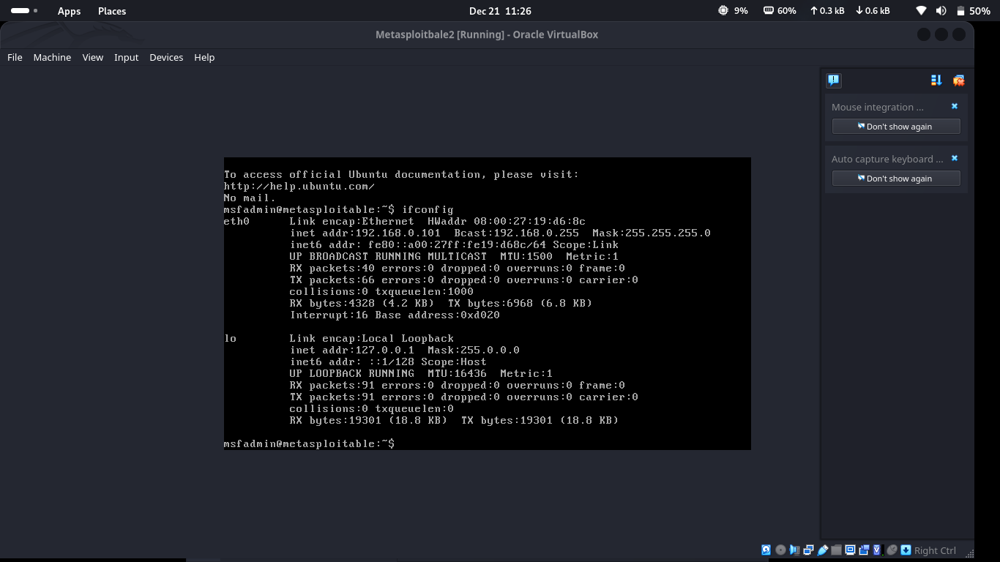 Apps Places Dec 21 11:26 9% 60% 0.3 kB 0.6 kB 50%
Metasploitbale2 [Running] - Oracle VirtualBox
File Machine View Input Devices Help
Mouse integration ...
Don't show again
Auto capture keyboard ...
Don't show again
To access official Ubuntu documentation, please visit:
http://help.ubuntu.com/
No mail.
msfadmin@metasploitable:~$ ifconfig
eth0      Link encap:Ethernet  HWaddr 08:00:27:19:d6:8c
          inet addr:192.168.0.101  Bcast:192.168.0.255  Mask:255.255.255.0
          inet6 addr: fe80::a00:27ff:fe19:d68c/64 Scope:Link
          UP BROADCAST RUNNING MULTICAST  MTU:1500  Metric:1
          RX packets:40 errors:0 dropped:0 overruns:0 frame:0
          TX packets:66 errors:0 dropped:0 overruns:0 carrier:0
          collisions:0 txqueuelen:1000
          RX bytes:4328 (4.2 KB)  TX bytes:6968 (6.8 KB)
          Interrupt:16 Base address:0xd020
lo        Link encap:Local Loopback
          inet addr:127.0.0.1  Mask:255.0.0.0
          inet6 addr: ::1/128 Scope:Host
          UP LOOPBACK RUNNING  MTU:16436  Metric:1
          RX packets:91 errors:0 dropped:0 overruns:0 frame:0
          TX packets:91 errors:0 dropped:0 overruns:0 carrier:0
          collisions:0 txqueuelen:0
          RX bytes:19301 (18.8 KB)  TX bytes:19301 (18.8 KB)
msfadmin@metasploitable:~$
Right Ctrl